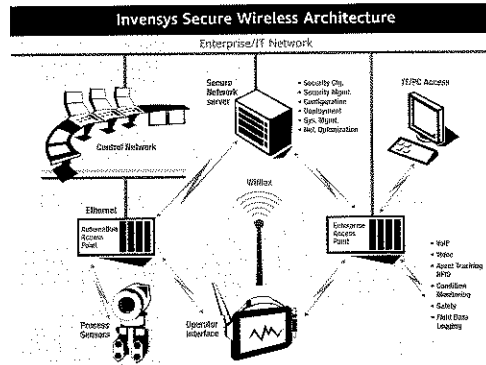 Invensys Secure Wireless Architecture
Enterprise/IT Network
Secure
Network
server
• Security Cfg.
• Security Mgmt.
• Configuration
• Deployment
• Sys. Mgmt.
• Net. Optimization
IT/PC Access
Control Network
Ethernet
WiMax
Automation
Access
Point
Enterprise
Access
Point
• VoIP
• Video
• Asset Tracking
RFID
• Condition
Monitoring
• Safety
• Field Data
Logging
Process
Sensors
Operator
Interface